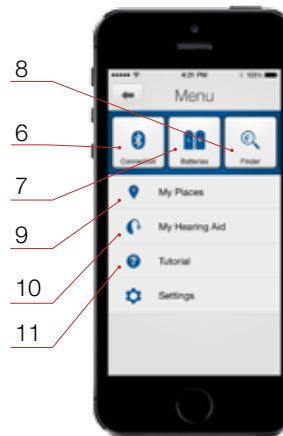 8
6
7
9
10
11
4:21 PM 100%
Menu
Connection Batteries Finder
My Places
My Hearing Aid
Tutorial
Settings